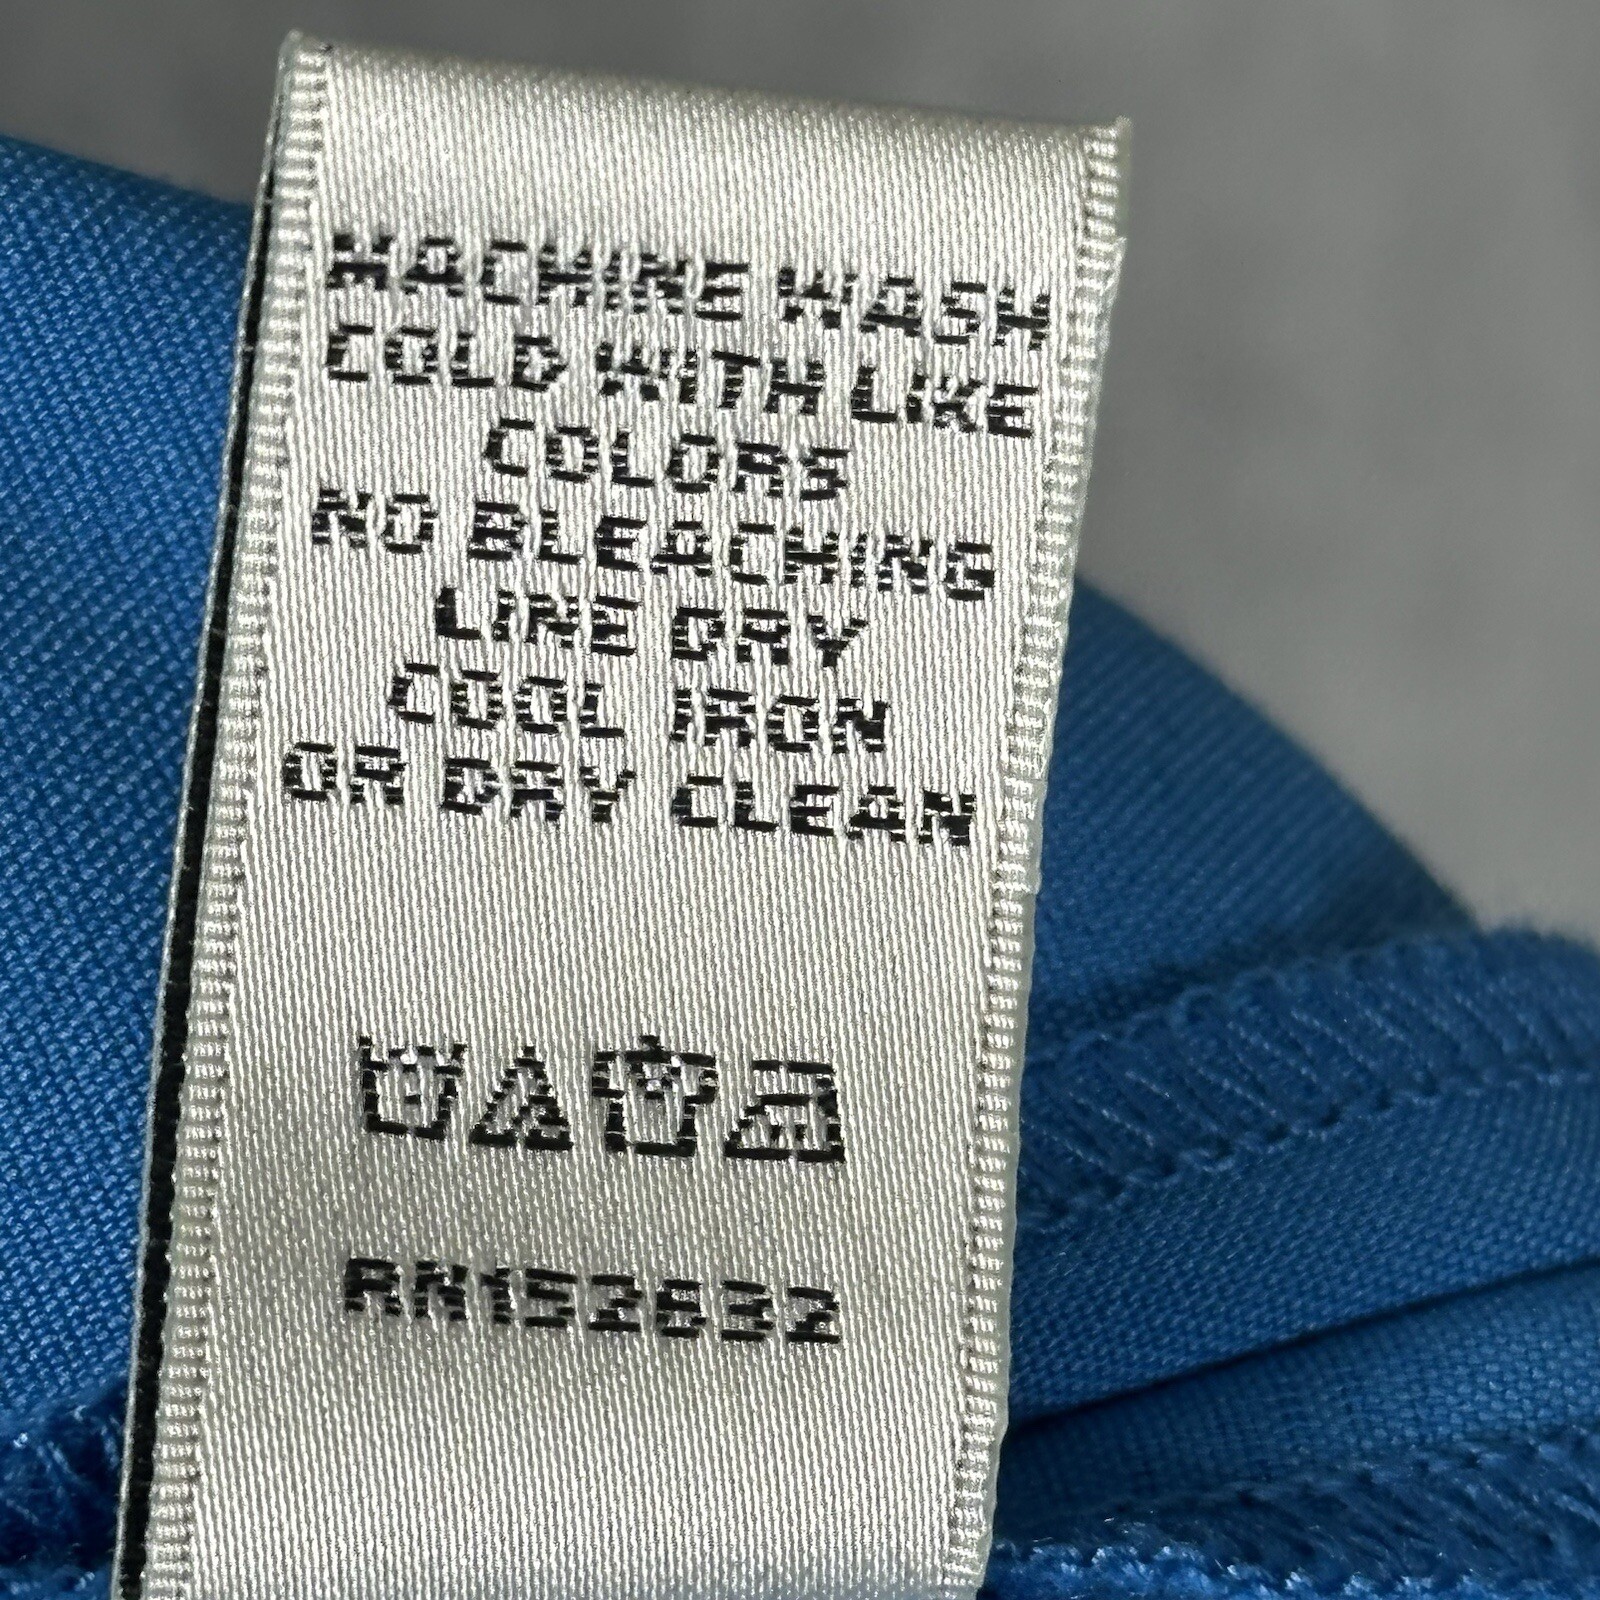 MACHINE WASH
COLD WITH LIKE
COLORS
NO BLEACHING
LINE DRY
COOL IRON
OR DRY CLEAN
RN152632